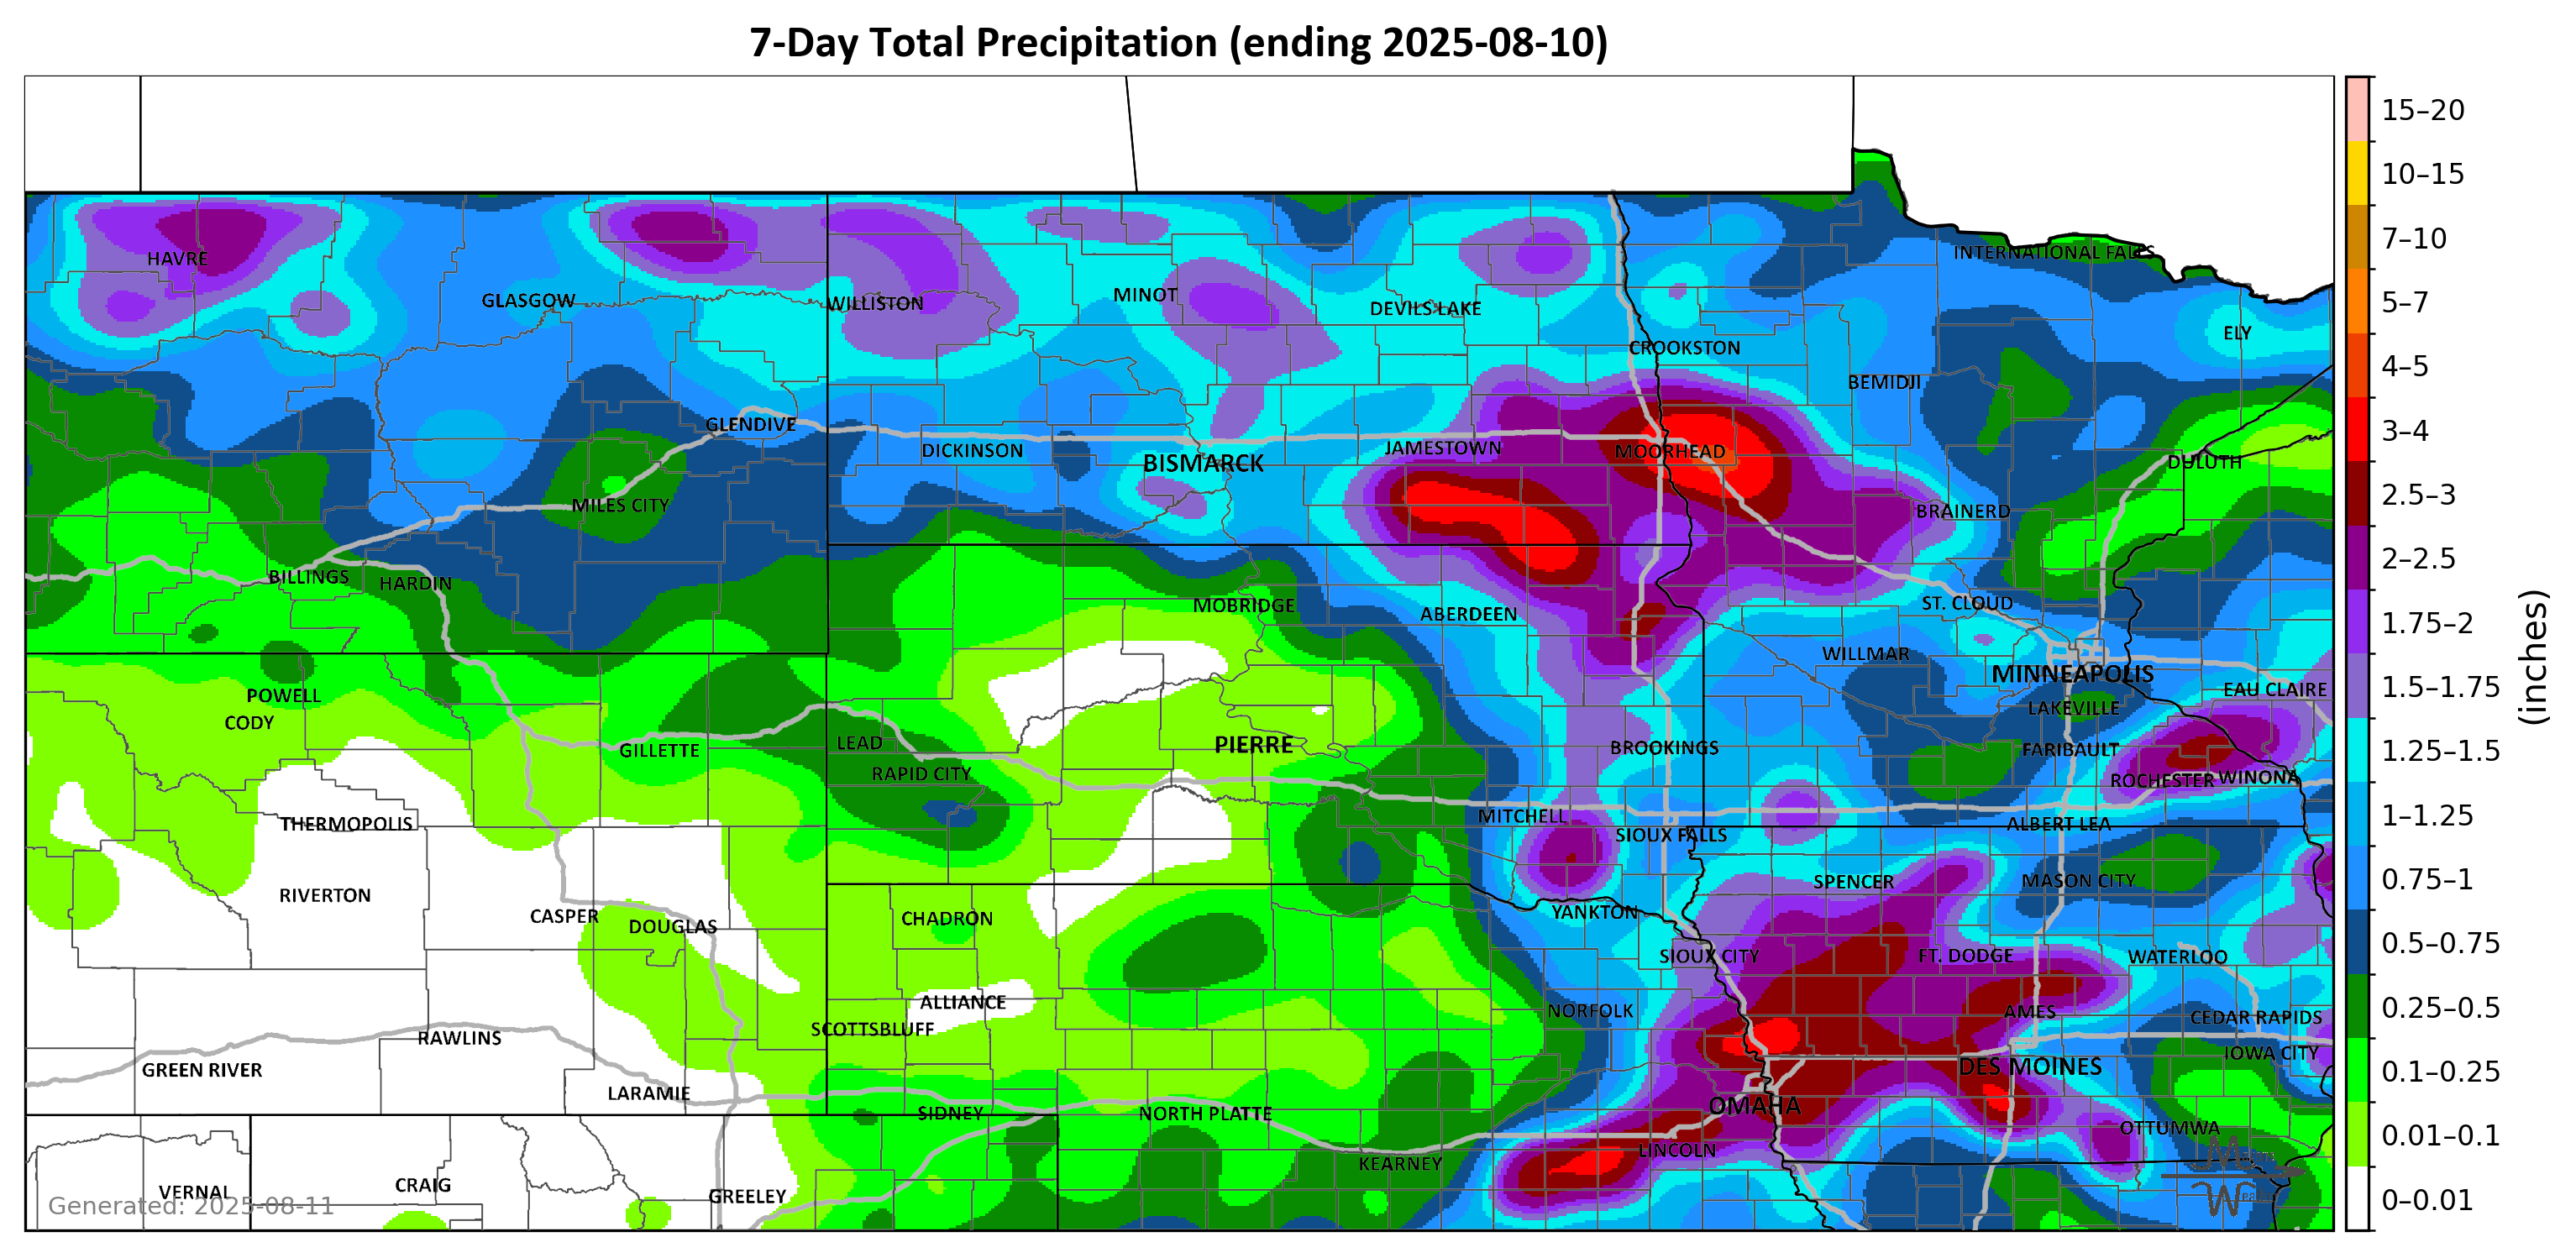 7-Day Total Precipitation (ending 2025-08-10)
15–20
10–15
7–10
5–7
4–5
3–4
2.5–3
2–2.5
1.75–2
1.5–1.75
1.25–1.5
1–1.25
0.75–1
0.5–0.75
0.25–0.5
0.1–0.25
0.01–0.1
0–0.01
(inches)
INTERNATIONAL FALLS
HAVRE
GLASGOW
WILLISTON
MINOT
DEVILS LAKE
ELY
CROOKSTON
BEMIDJI
GLENDIVE
DICKINSON
BISMARCK
JAMESTOWN
MOORHEAD
DULUTH
MILES CITY
BRAINERD
BILLINGS
HARDIN
MOBRIDGE
ABERDEEN
ST. CLOUD
WILLMAR
MINNEAPOLIS
POWELL
EAU CLAIRE
CODY
LAKEVILLE
GILLETTE
LEAD
PIERRE
BROOKINGS
FARIBAULT
RAPID CITY
ROCHESTER
WINONA
THERMOPOLIS
MITCHELL
SIOUX FALLS
ALBERT LEA
RIVERTON
SPENCER
MASON CITY
CASPER
DOUGLAS
CHADRON
YANKTON
SIOUX CITY
FT. DODGE
WATERLOO
ALLIANCE
NORFOLK
AMES
CEDAR RAPIDS
SCOTTSBLUFF
RAWLINS
GREEN RIVER
IOWA CITY
DES MOINES
LARAMIE
SIDNEY
NORTH PLATTE
OMAHA
OTTUMWA
LINCOLN
KEARNEY
VERNAL
CRAIG
GREELEY
Generated: 2025-08-11